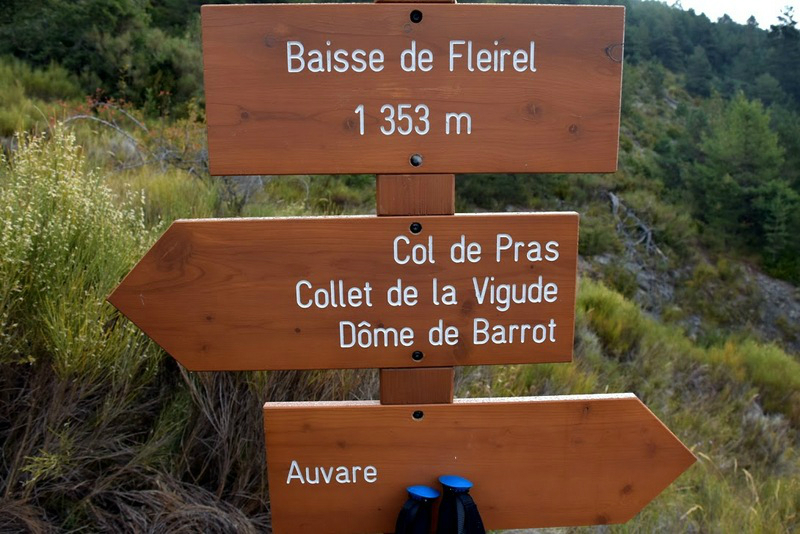 Baisse de Fleirel
1 353 m
Col de Pras
Collet de la Vigude
Dôme de Barrot
Auvare